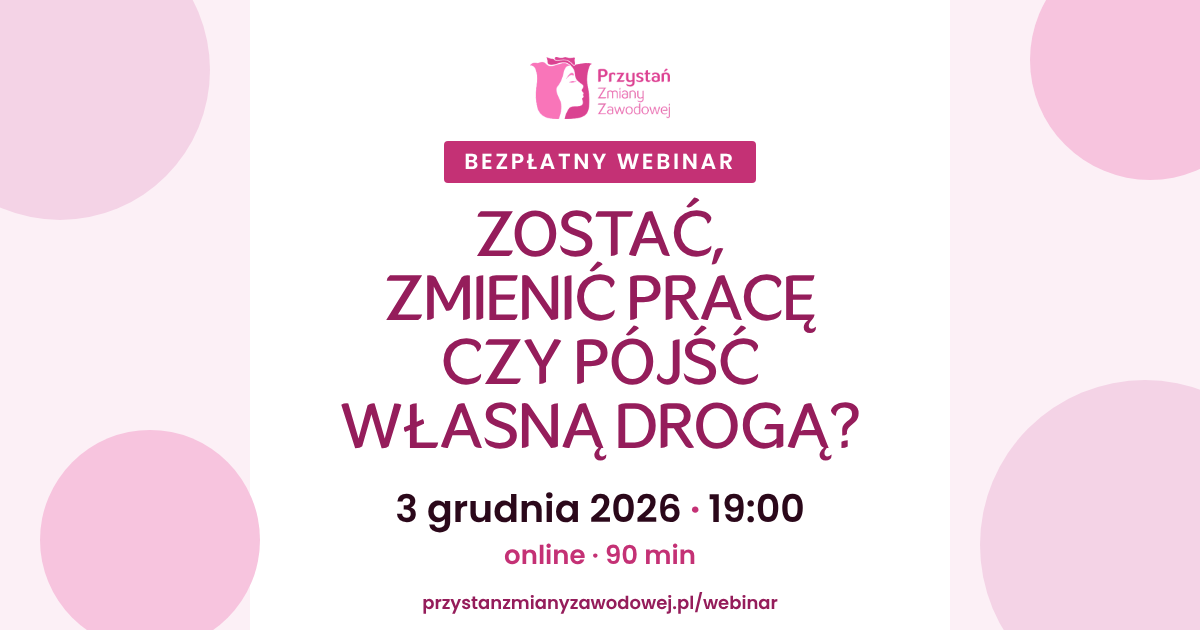 Przystań
Zmiany
Zawodowej
BEZPŁATNY WEBINAR
ZOSTAĆ,
ZMIENIĆ PRACĘ
CZY PÓJŚĆ
WŁASNĄ DROGĄ?
3 grudnia 2026 · 19:00
online · 90 min
przystanzmianyzawodowej.pl/webinar